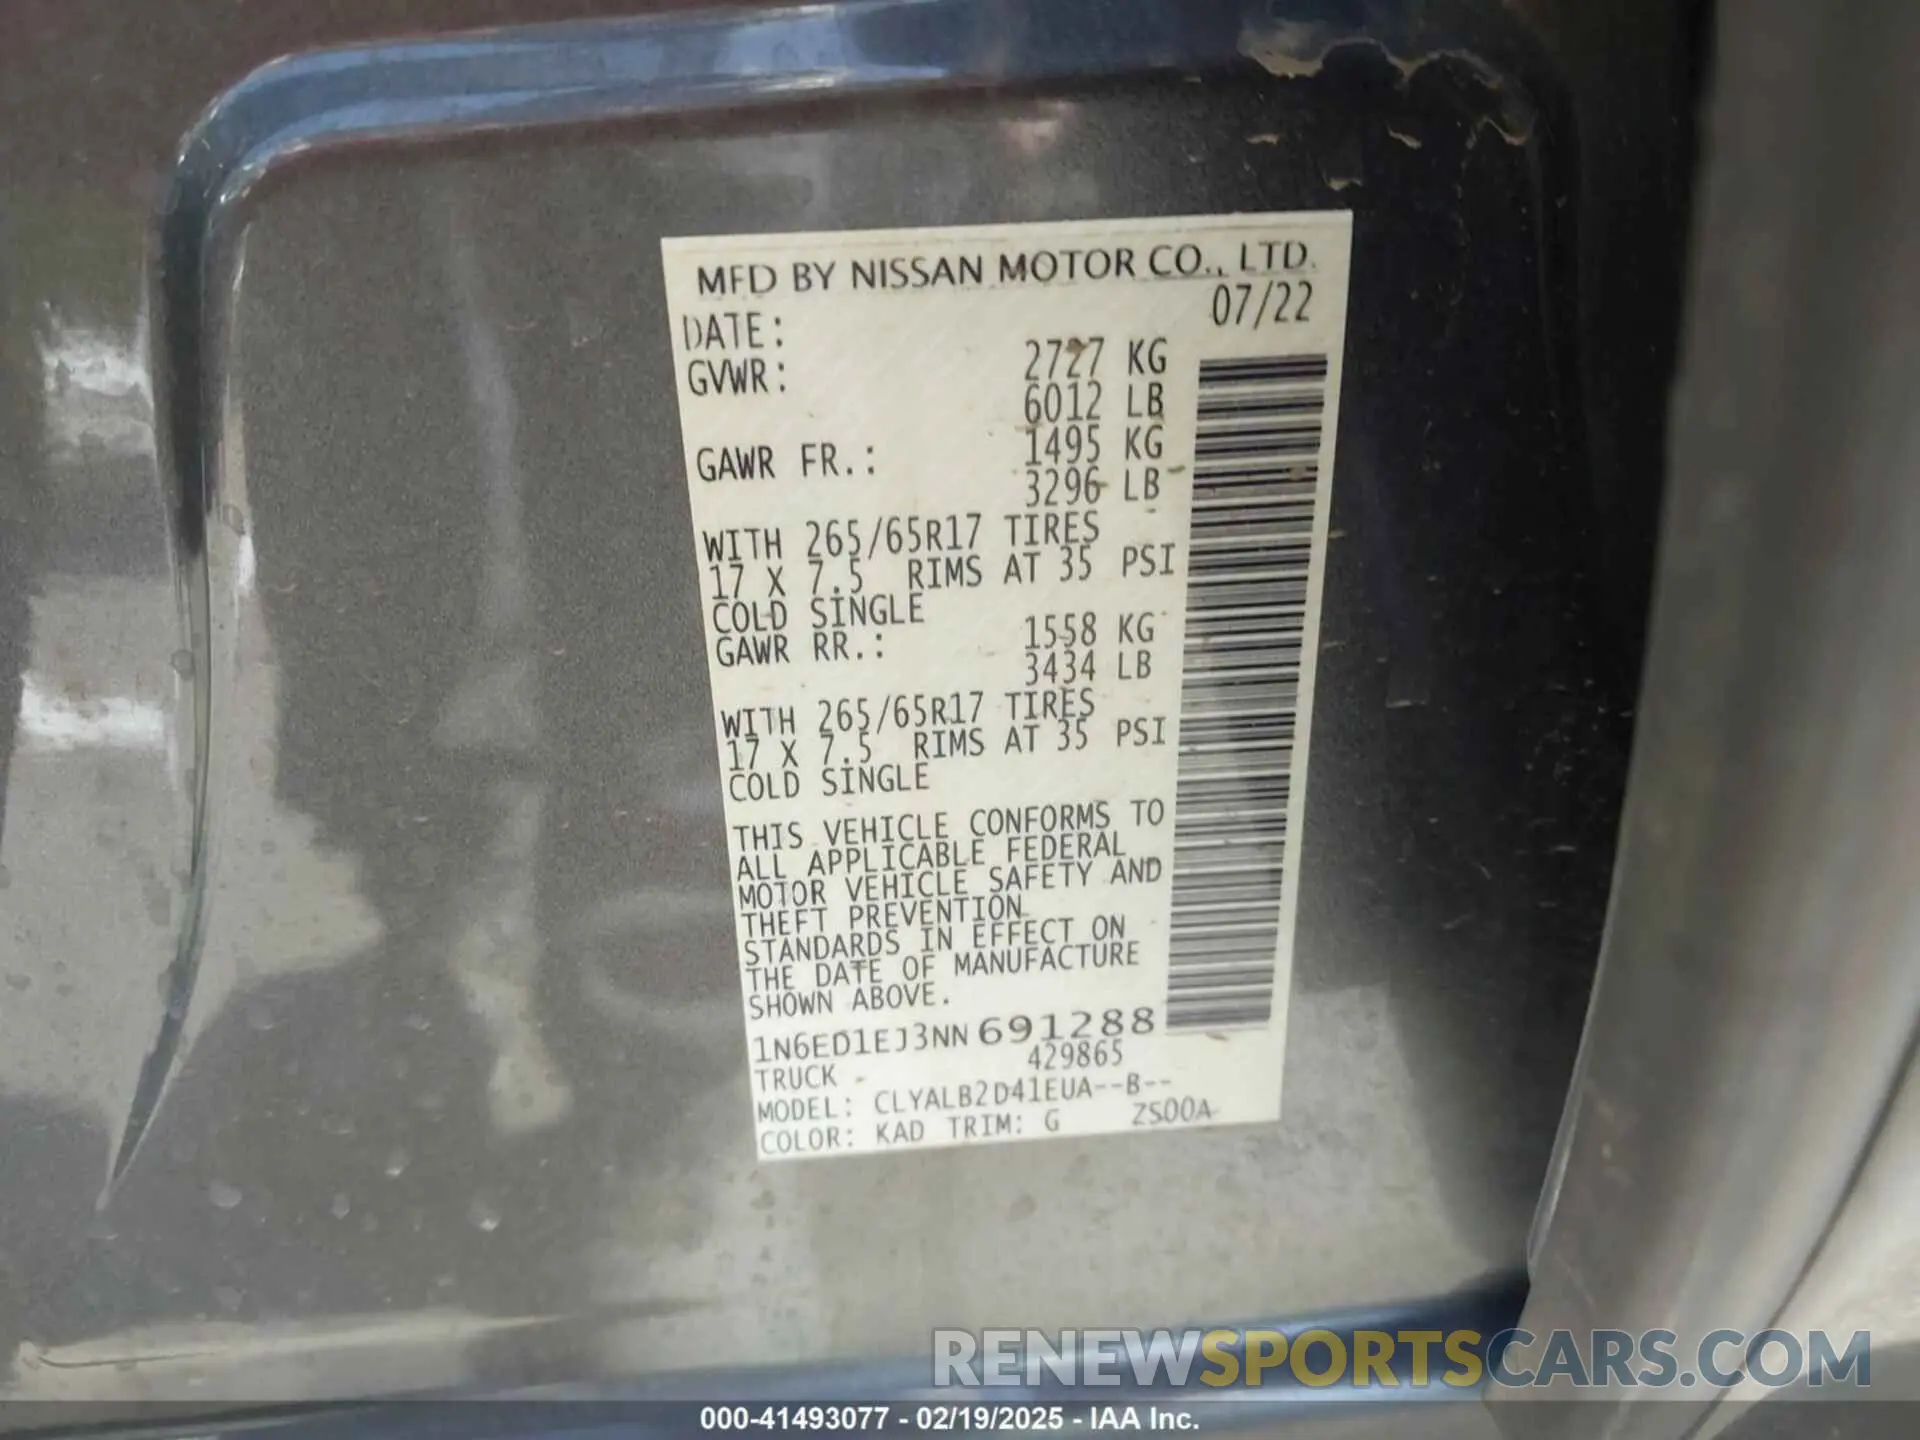 MFD BY NISSAN MOTOR CO., LTD.
DATE: 07/22
GVWR: 2727 KG
6012 LB
GAWR FR.: 1495 KG
3296 LB
WITH 265/65R17 TIRES
17 X 7.5 RIMS AT 35 PSI
COLD SINGLE
GAWR RR.: 1558 KG
3434 LB
WITH 265/65R17 TIRES
17 X 7.5 RIMS AT 35 PSI
COLD SINGLE
THIS VEHICLE CONFORMS TO
ALL APPLICABLE FEDERAL
MOTOR VEHICLE SAFETY AND
THEFT PREVENTION
STANDARDS IN EFFECT ON
THE DATE OF MANUFACTURE
SHOWN ABOVE.
1N6ED1EJ3NN691288
TRUCK 429865
MODEL: CLYALB2D41EUA--B--
COLOR: KAD TRIM: G ZS00A
RENEWSPORTSCARS.COM
000-41493077 - 02/19/2025 - IAA Inc.